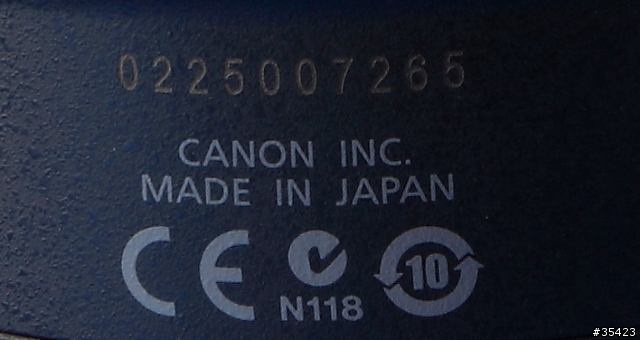 0225007265
CANON INC.
MADE IN JAPAN
CE 10
N118
#35423